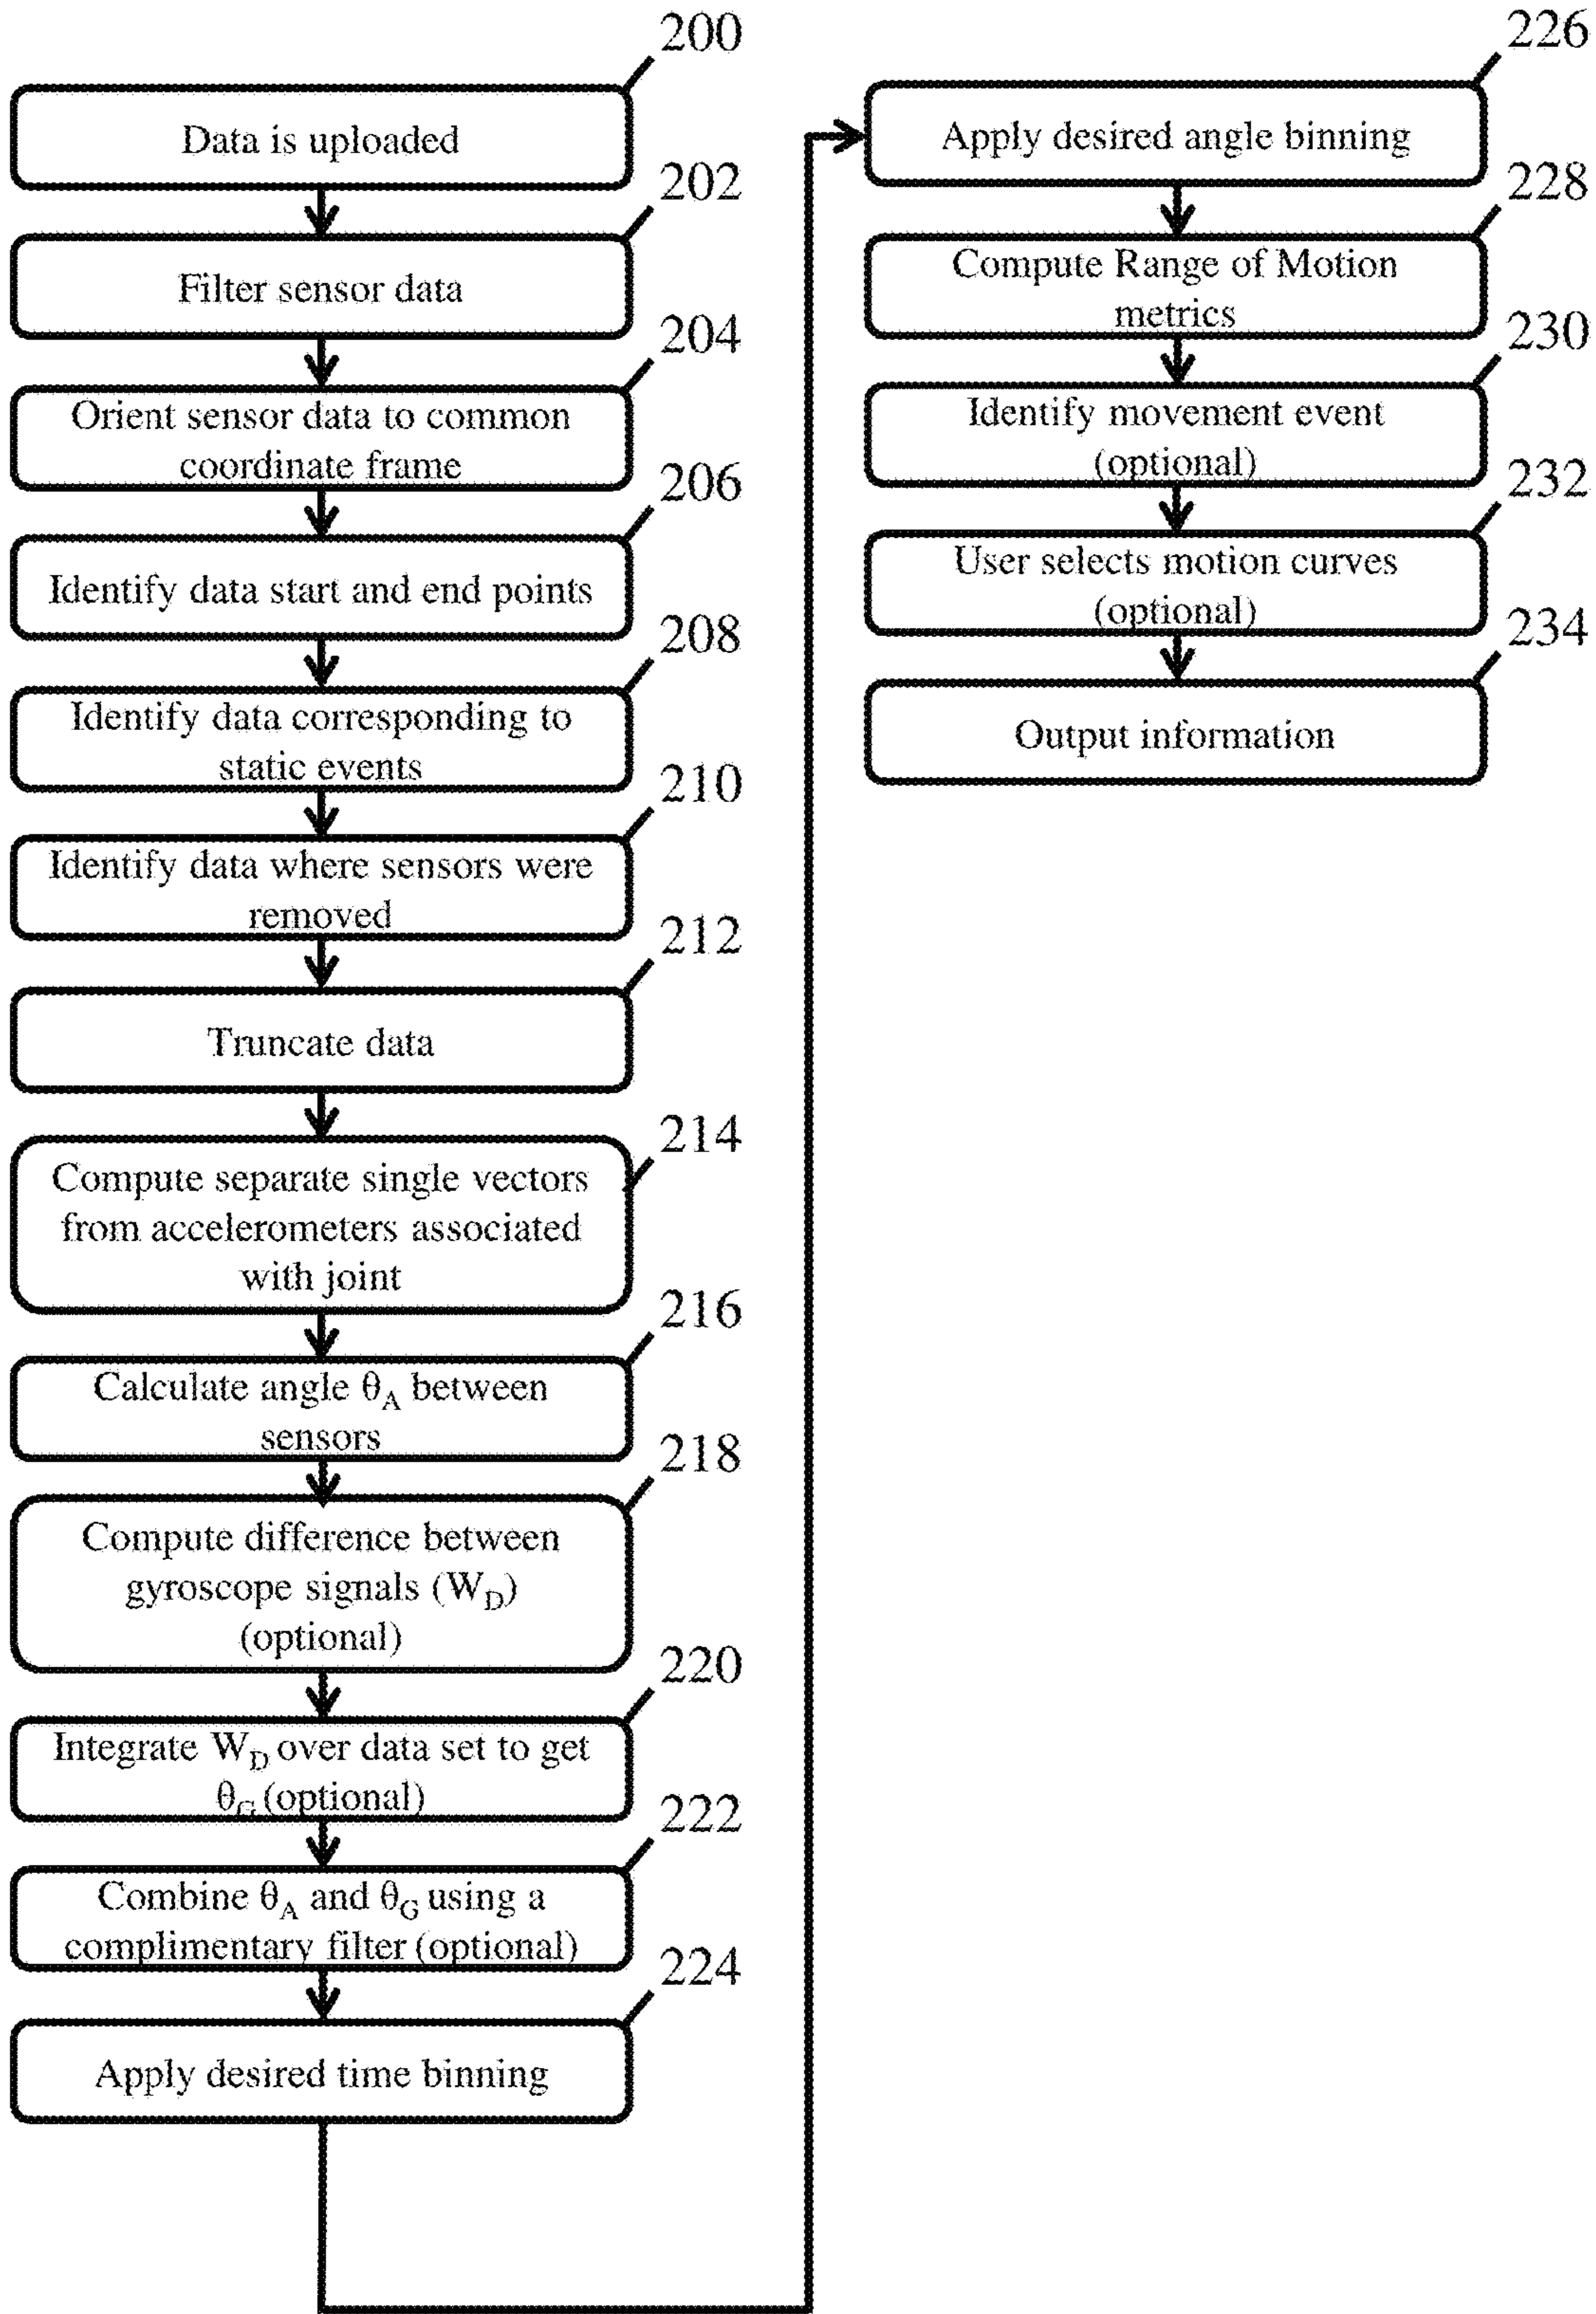 200
Data is uploaded
202
Filter sensor data
204
Orient sensor data to common
coordinate frame
206
Identify data start and end points
208
Identify data corresponding to
static events
210
Identify data where sensors were
removed
212
Truncate data
214
Compute separate single vectors
from accelerometers associated
with joint
216
Calculate angle θA between
sensors
218
Compute difference between
gyroscope signals (WD)
(optional)
220
Integrate WD over data set to get
θG (optional)
222
Combine θA and θG using a
complimentary filter (optional)
224
Apply desired time binning
226
Apply desired angle binning
228
Compute Range of Motion
metrics
230
Identify movement event
(optional)
232
User selects motion curves
(optional)
234
Output information